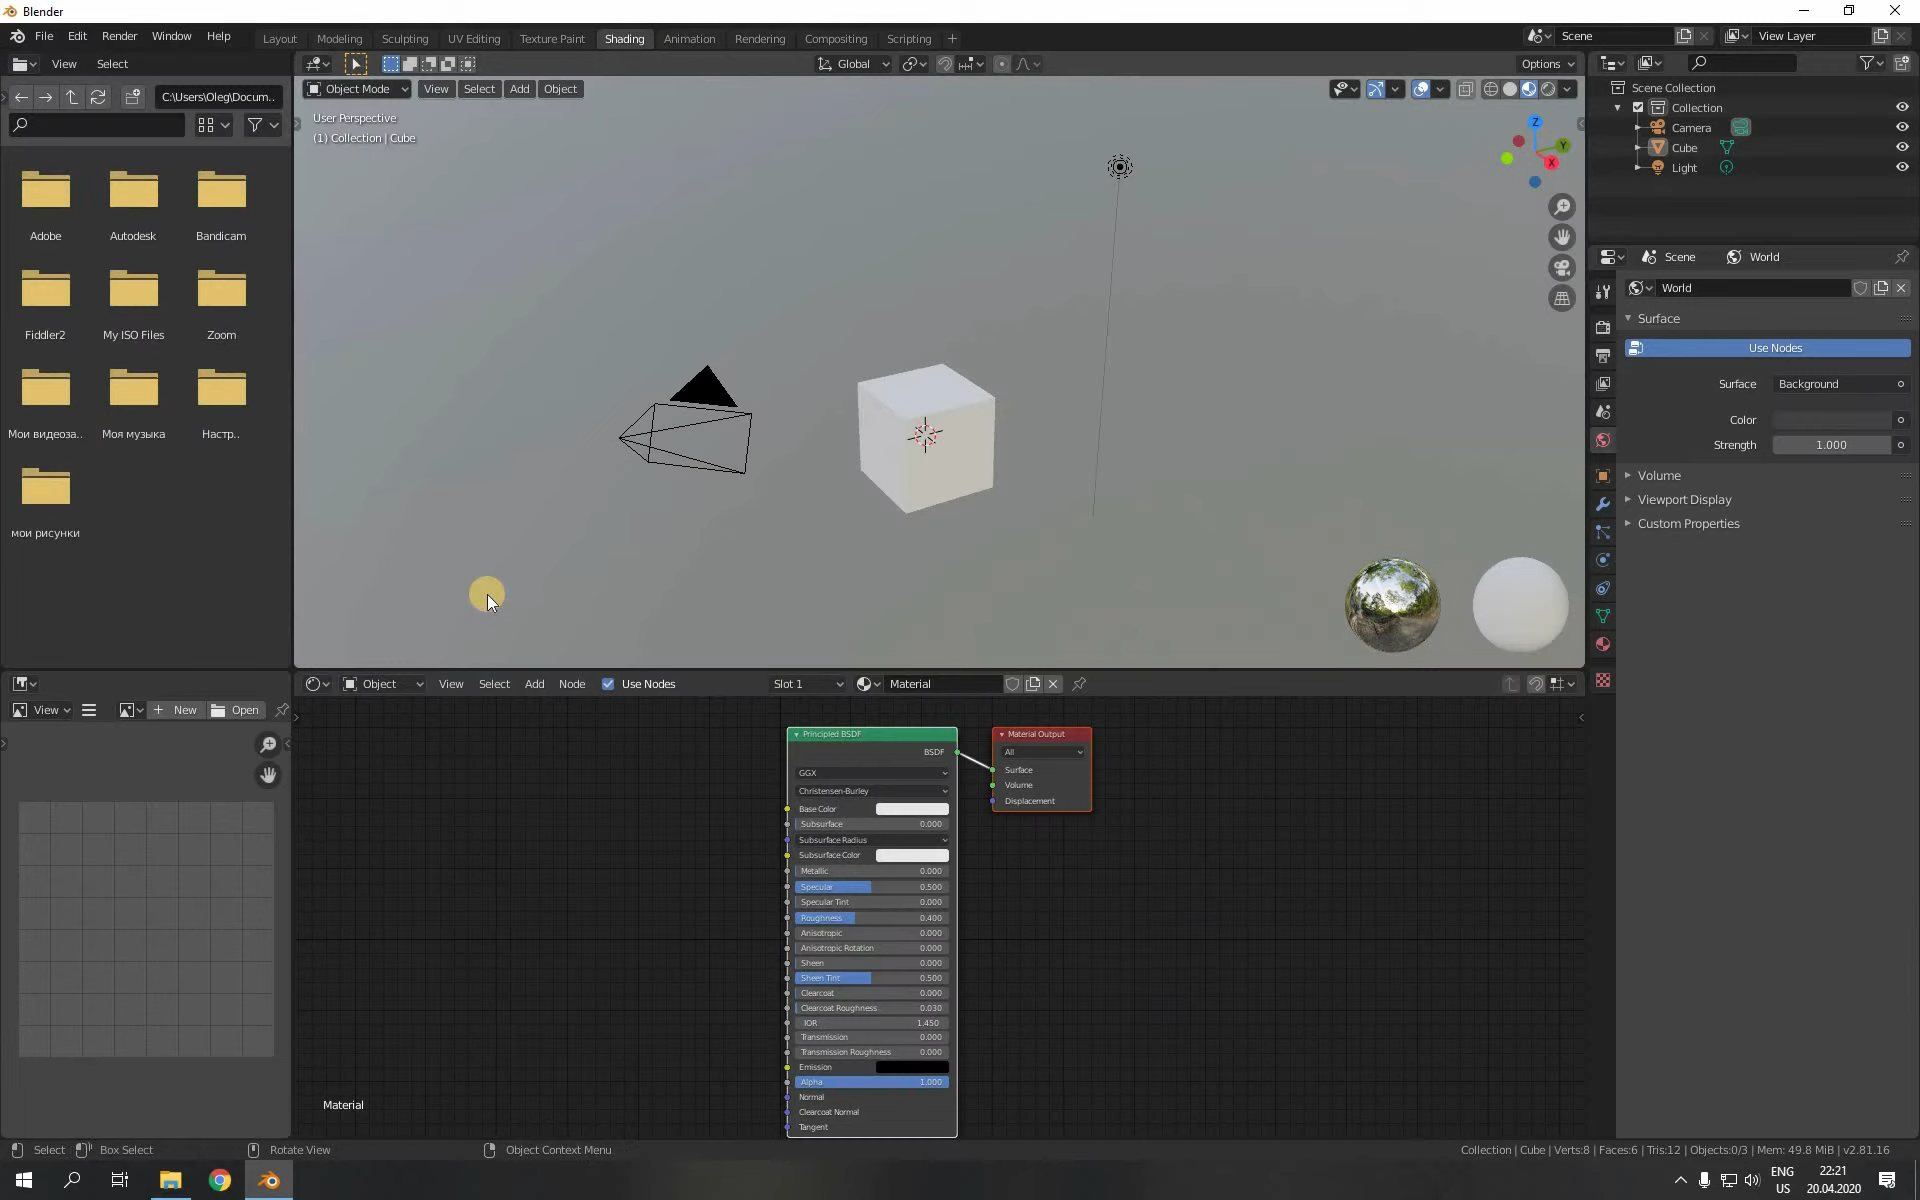 Blender
File Edit Render Window Help
Layout Modeling Sculpting UV Editing Texture Paint Shading Animation Rendering Compositing Scripting
Scene
View Layer
View Select
Global
Options
C:\Users\Oleg\Docum..
Object Mode View Select Add Object
User Perspective
(1) Collection | Cube
Z
Y
X
Scene Collection
Collection
Camera
Cube
Light
Adobe Autodesk Bandicam
Fiddler2 My ISO Files Zoom
Мои видеоза.. Моя музыка Настр..
мои рисунки
Scene World
World
Surface
Use Nodes
Surface Background
Color
Strength 1.000
Volume
Viewport Display
Custom Properties
Object View Select Add Node Use Nodes Slot 1 Material
View New Open
Principled BSDF
BSDF
GGX
Christensen-Burley
Base Color
Subsurface 0.000
Subsurface Radius
Subsurface Color
Metallic 0.000
Specular 0.500
Specular Tint 0.000
Roughness 0.400
Anisotropic 0.000
Anisotropic Rotation 0.000
Sheen 0.000
Sheen Tint 0.500
Clearcoat 0.000
Clearcoat Roughness 0.030
IOR 1.450
Transmission 0.000
Transmission Roughness 0.000
Emission
Alpha 1.000
Normal
Clearcoat Normal
Tangent
Material Output
All
Surface
Volume
Displacement
Material
Select Box Select Rotate View Object Context Menu
Collection | Cube | Verts:8 | Faces:6 | Tris:12 | Objects:0/3 | Mem: 49.8 MiB | v2.81.16
ENG
US
22:21
20.04.2020